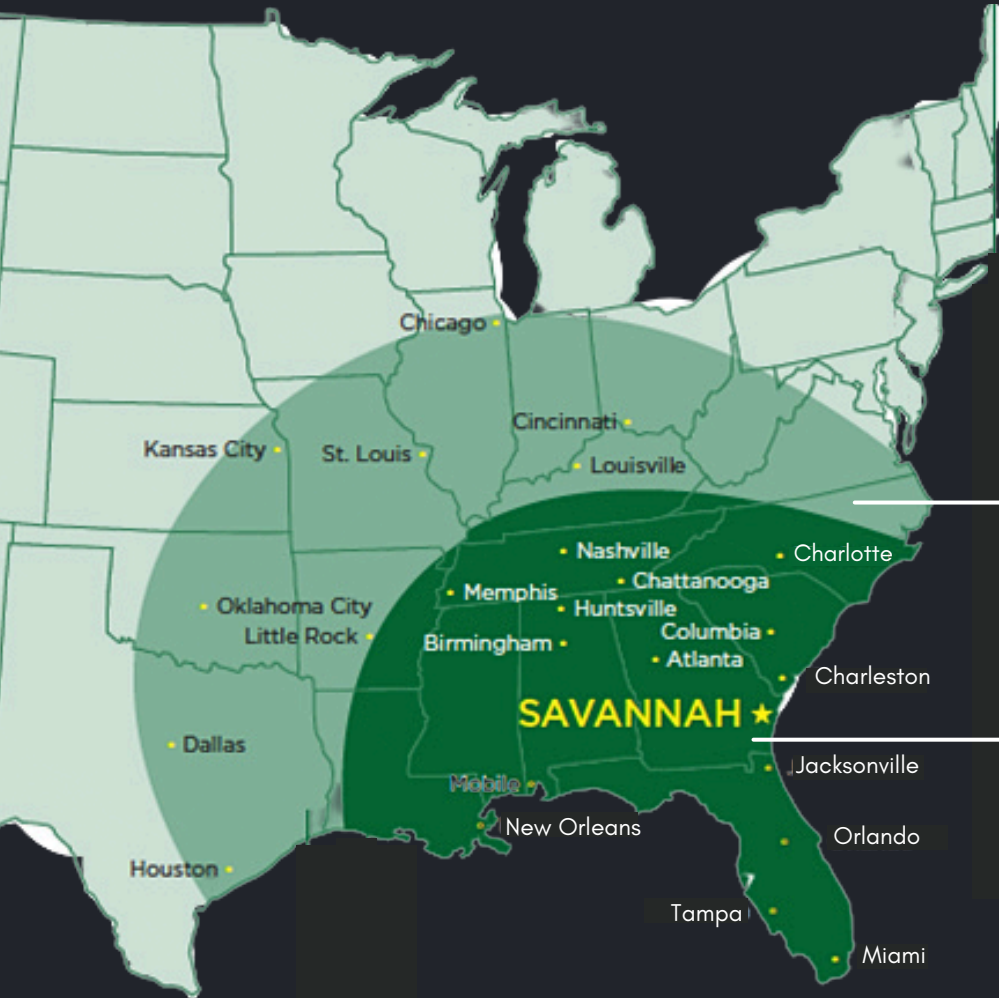 Chicago
Cincinnati
Kansas City
St. Louis
Louisville
Nashville
Charlotte
Chattanooga
Memphis
Oklahoma City
Huntsville
Little Rock
Columbia
Birmingham
Atlanta
Charleston
SAVANNAH
Dallas
Jacksonville
Mobile
New Orleans
Orlando
Houston
Tampa
Miami